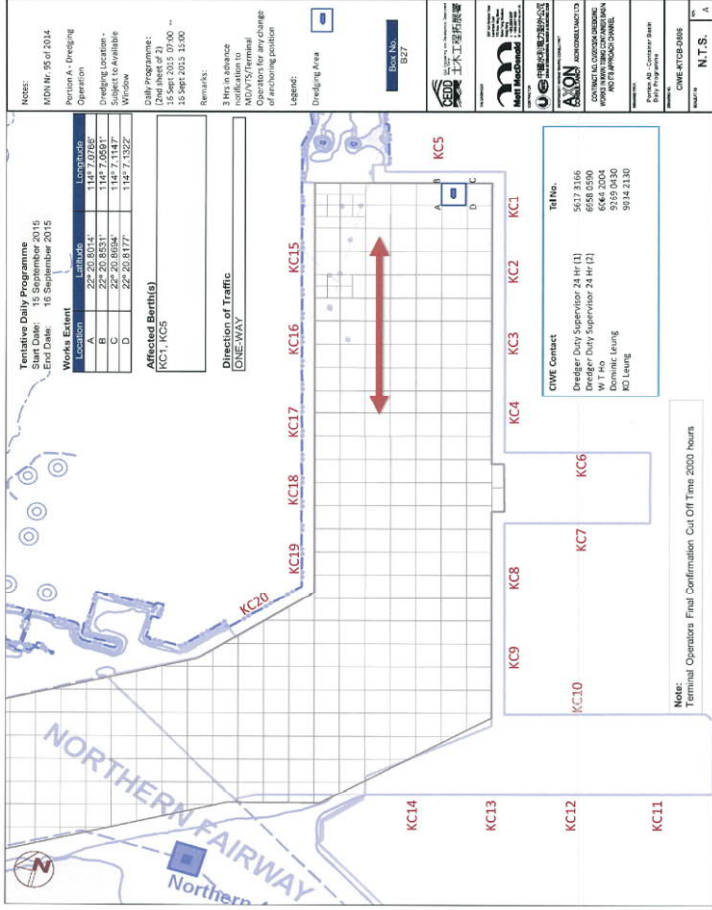 Tentative Daily Programme
Start Date: 15 September 2015
End Date: 16 September 2015
Works Extent
Location Latitude Longitude
A 22° 20.8014' 114° 7.0766'
B 22° 20.8531' 114° 7.0591'
C 22° 20.8694' 114° 7.1147'
D 22° 20.8177' 114° 7.1322'
Affected Berth(s)
KC1, KC5
Direction of Traffic
ONE-WAY
Notes:
MDN Nr. 95 of 2014
Portion A - Dredging
Operation
Dredging Location -
Subject to Available
Window
Daily Programme:
(2nd sheet of 2)
16 Sept 2015 07:00 --
16 Sept 2015 15:00
Remarks:
3 Hrs in advance
notification to
MD/VTS/Terminal
Operators for any change
of anchoring position
Legend:
Dredging Area
Box No.
B27
CEDD
土木工程拓展署
Mott MacDonald
AXON
CONSULTANCY
AXON CONSULTANCY LTD
Portion A3 - Container Basin
Daily Programme
CIWE-KTCB-D806
N.T.S.
A
N
NORTHERN FAIRWAY
Northern
KC20
KC19
KC18
KC17
KC16
KC15
KC5
A
B
C
D
KC14
KC13
KC12
KC11
KC10
KC9
KC8
KC7
KC6
KC4
KC3
KC2
KC1
CIWE Contact Tel No.
Dredger Duty Supervisor 24 Hr (1) 5617 3166
Dredger Duty Supervisor 24 Hr (2) 6058 0590
W T Ho 6064 2004
Dominic Leung 9269 0430
KO Leung 9034 2130
Note:
Terminal Operators Final Confirmation Cut Off Time 2000 hours